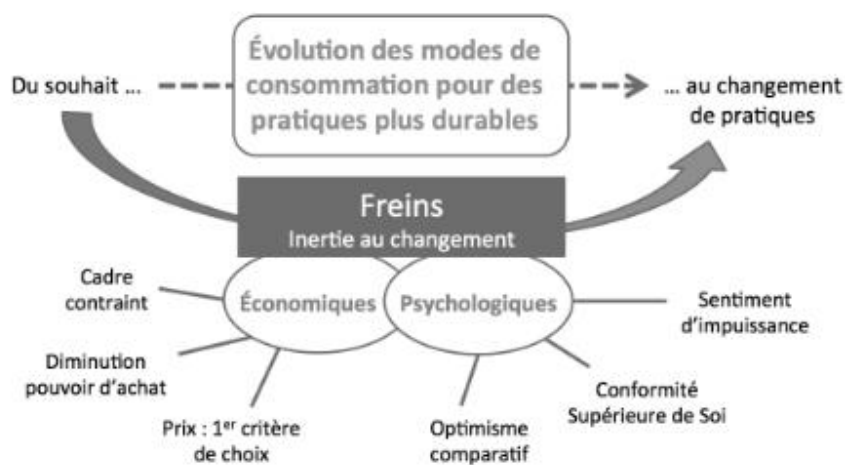 Évolution des modes de
consommation pour des
pratiques plus durables
Du souhait ...
... au changement
de pratiques
Freins
Inertie au changement
Économiques
Psychologiques
Cadre
contraint
Diminution
pouvoir d'achat
Prix : 1er critère
de choix
Optimisme
comparatif
Conformité
Supérieure de Soi
Sentiment
d'impuissance